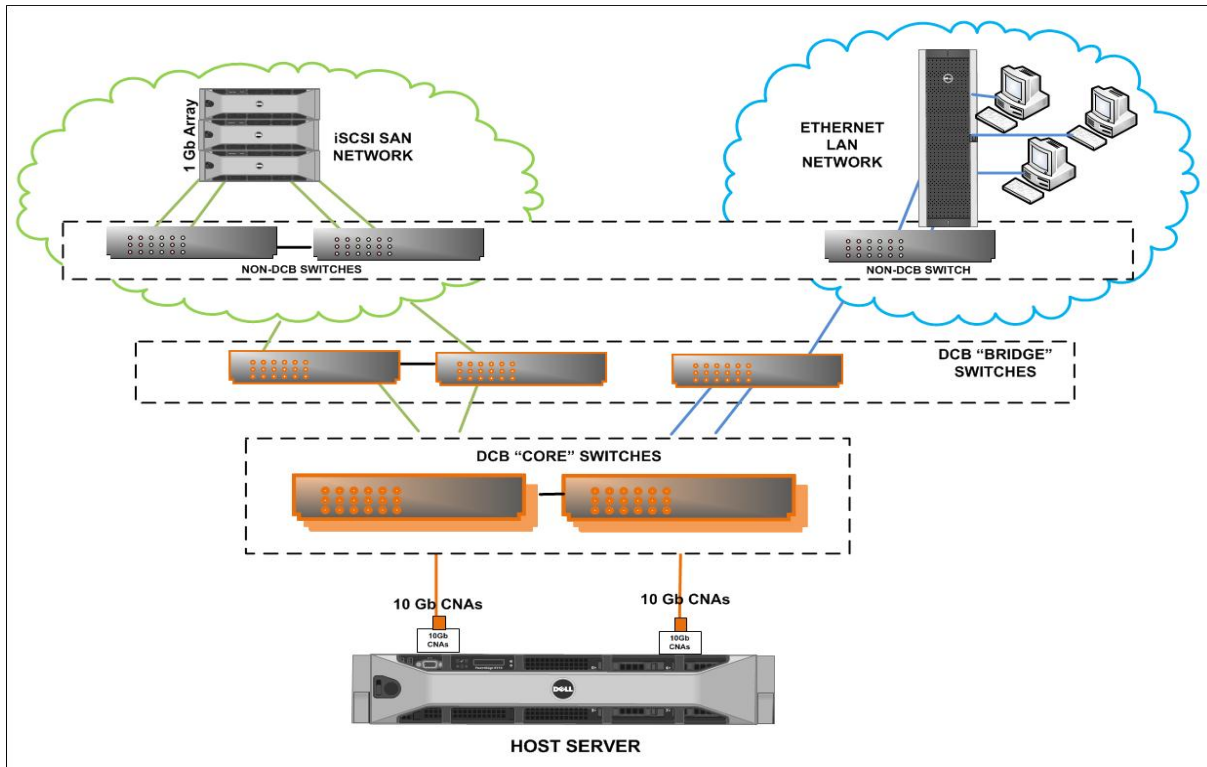 1 Gb Array
iSCSI SAN
NETWORK
ETHERNET
LAN
NETWORK
NON-DCB SWITCHES
NON-DCB SWITCH
DCB “BRIDGE”
SWITCHES
DCB “CORE” SWITCHES
10 Gb CNAs
10 Gb CNAs
10Gb
CNAs
10Gb
CNAs
DELL
HOST SERVER